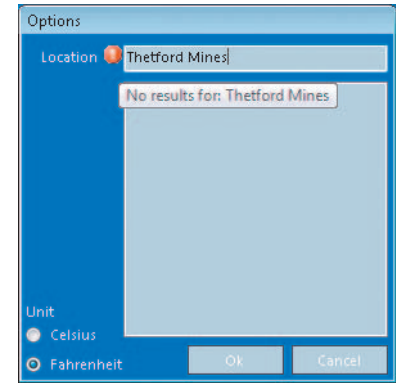 Options
Location Thetford Mines
No results for: Thetford Mines
Unit
Celsius
Fahrenheit Ok Cancel